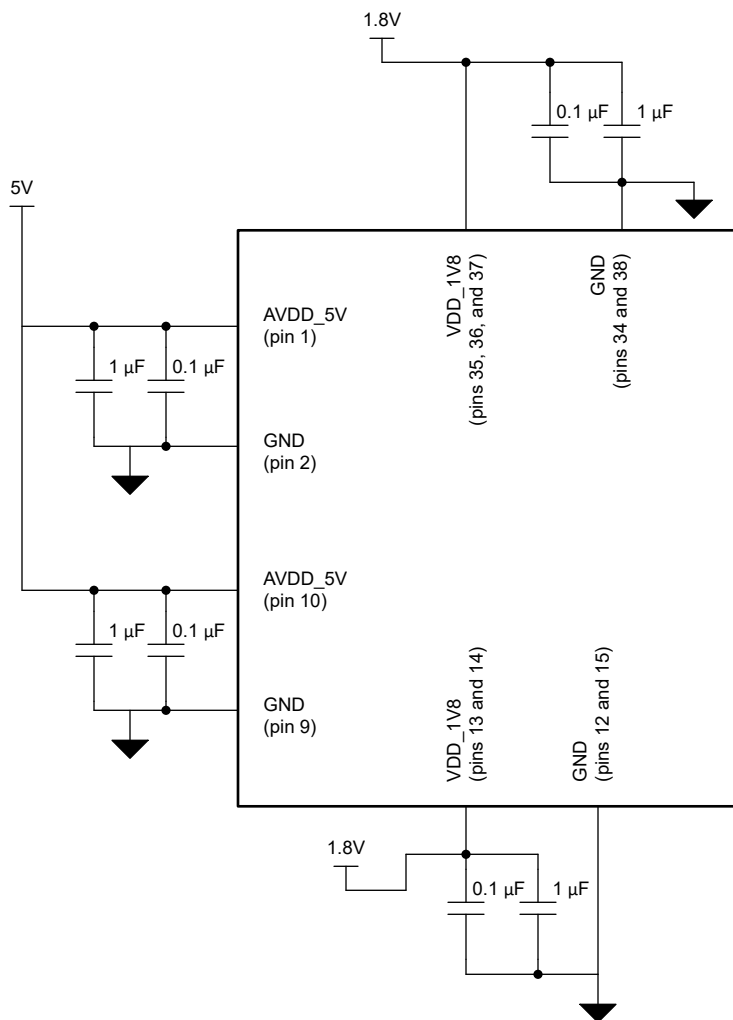 1.8V
0.1 µF
1 µF
5V
VDD_1V8
(pins 35, 36, and 37)
GND
(pins 34 and 38)
AVDD_5V
(pin 1)
1 µF
0.1 µF
GND
(pin 2)
AVDD_5V
(pin 10)
1 µF
0.1 µF
GND
(pin 9)
VDD_1V8
(pins 13 and 14)
GND
(pins 12 and 15)
1.8V
0.1 µF
1 µF